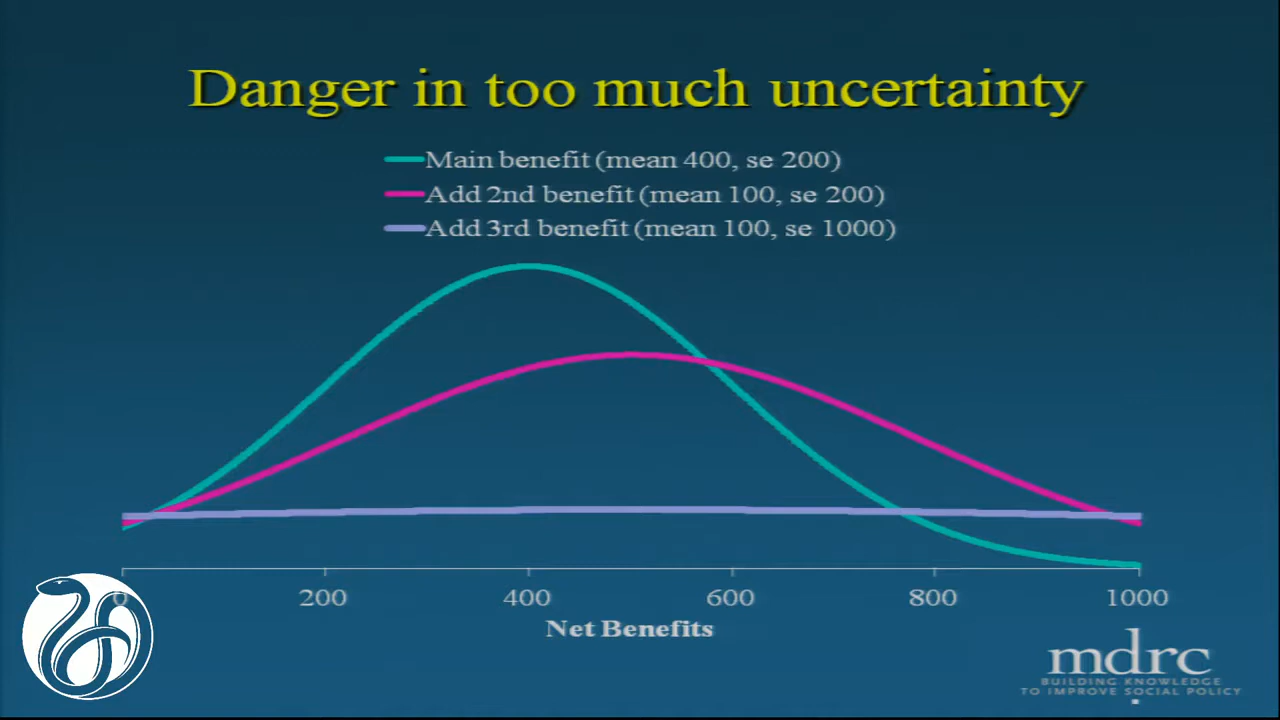 Danger in too much uncertainty
Main benefit (mean 400, se 200)
Add 2nd benefit (mean 100, se 200)
Add 3rd benefit (mean 100, se 1000)
0 200 400 600 800 1000
Net Benefits
mdrc
BUILDING KNOWLEDGE
TO IMPROVE SOCIAL POLICY